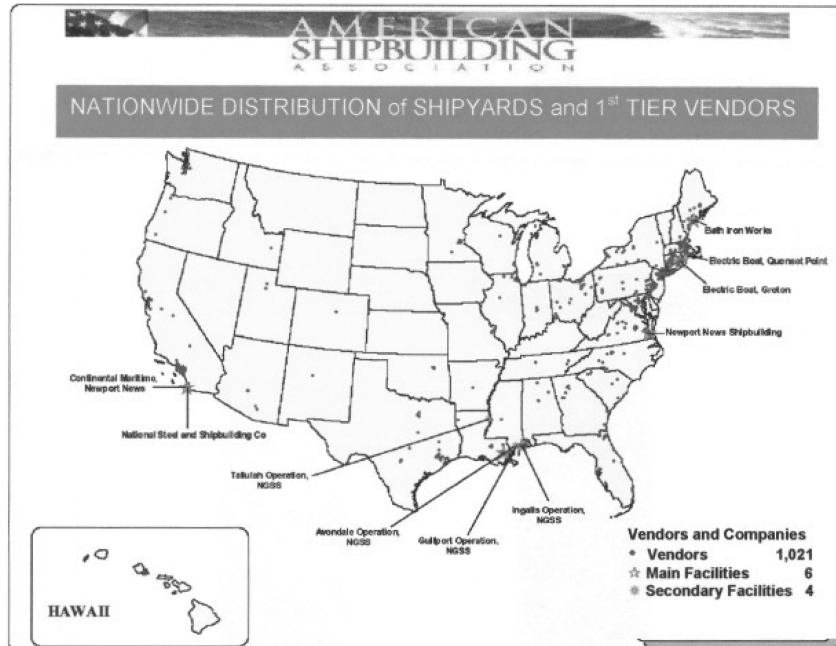 AMERICAN
SHIPBUILDING
ASSOCIATION
NATIONWIDE DISTRIBUTION of SHIPYARDS and 1st TIER VENDORS
Bath Iron Works
Electric Boat, Quonset Point
Electric Boat, Groton
Newport News Shipbuilding
Continental Maritime,
Newport News
National Steel and Shipbuilding Co
Tallulah Operation,
NGSS
Avondale Operation,
NGSS
Gulfport Operation,
NGSS
Ingalls Operation,
NGSS
Vendors and Companies
Vendors 1,021
Main Facilities 6
Secondary Facilities 4
HAWAII